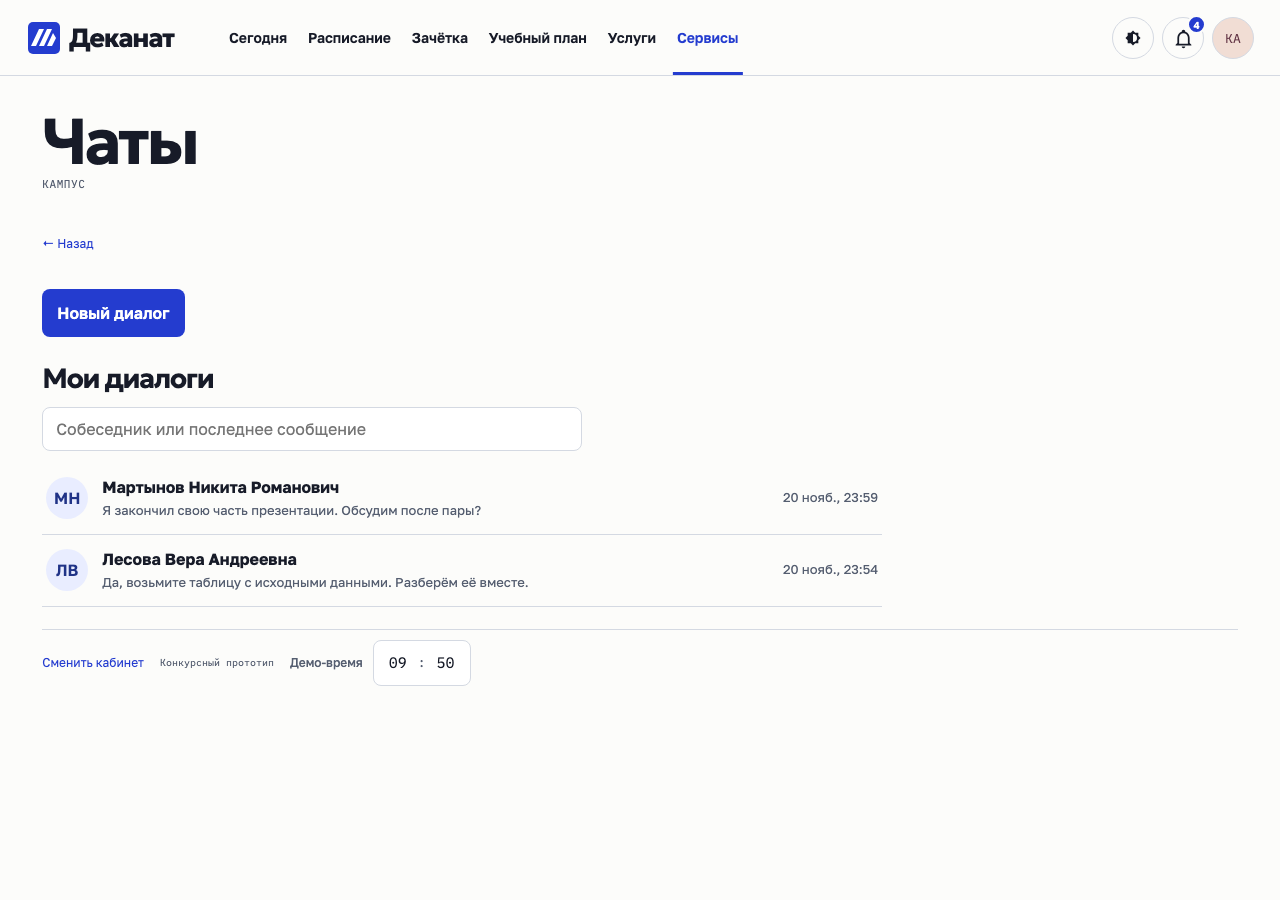 Деканат
Сегодня Расписание Зачётка Учебный план Услуги Сервисы
4
КА
Чаты
КАМПУС
← Назад
Новый диалог
Мои диалоги
Собеседник или последнее сообщение
МН
Мартынов Никита Романович
Я закончил свою часть презентации. Обсудим после пары?
20 нояб., 23:59
ЛВ
Лесова Вера Андреевна
Да, возьмите таблицу с исходными данными. Разберём её вместе.
20 нояб., 23:54
Сменить кабинет Конкурсный прототип Демо-время 09 : 50